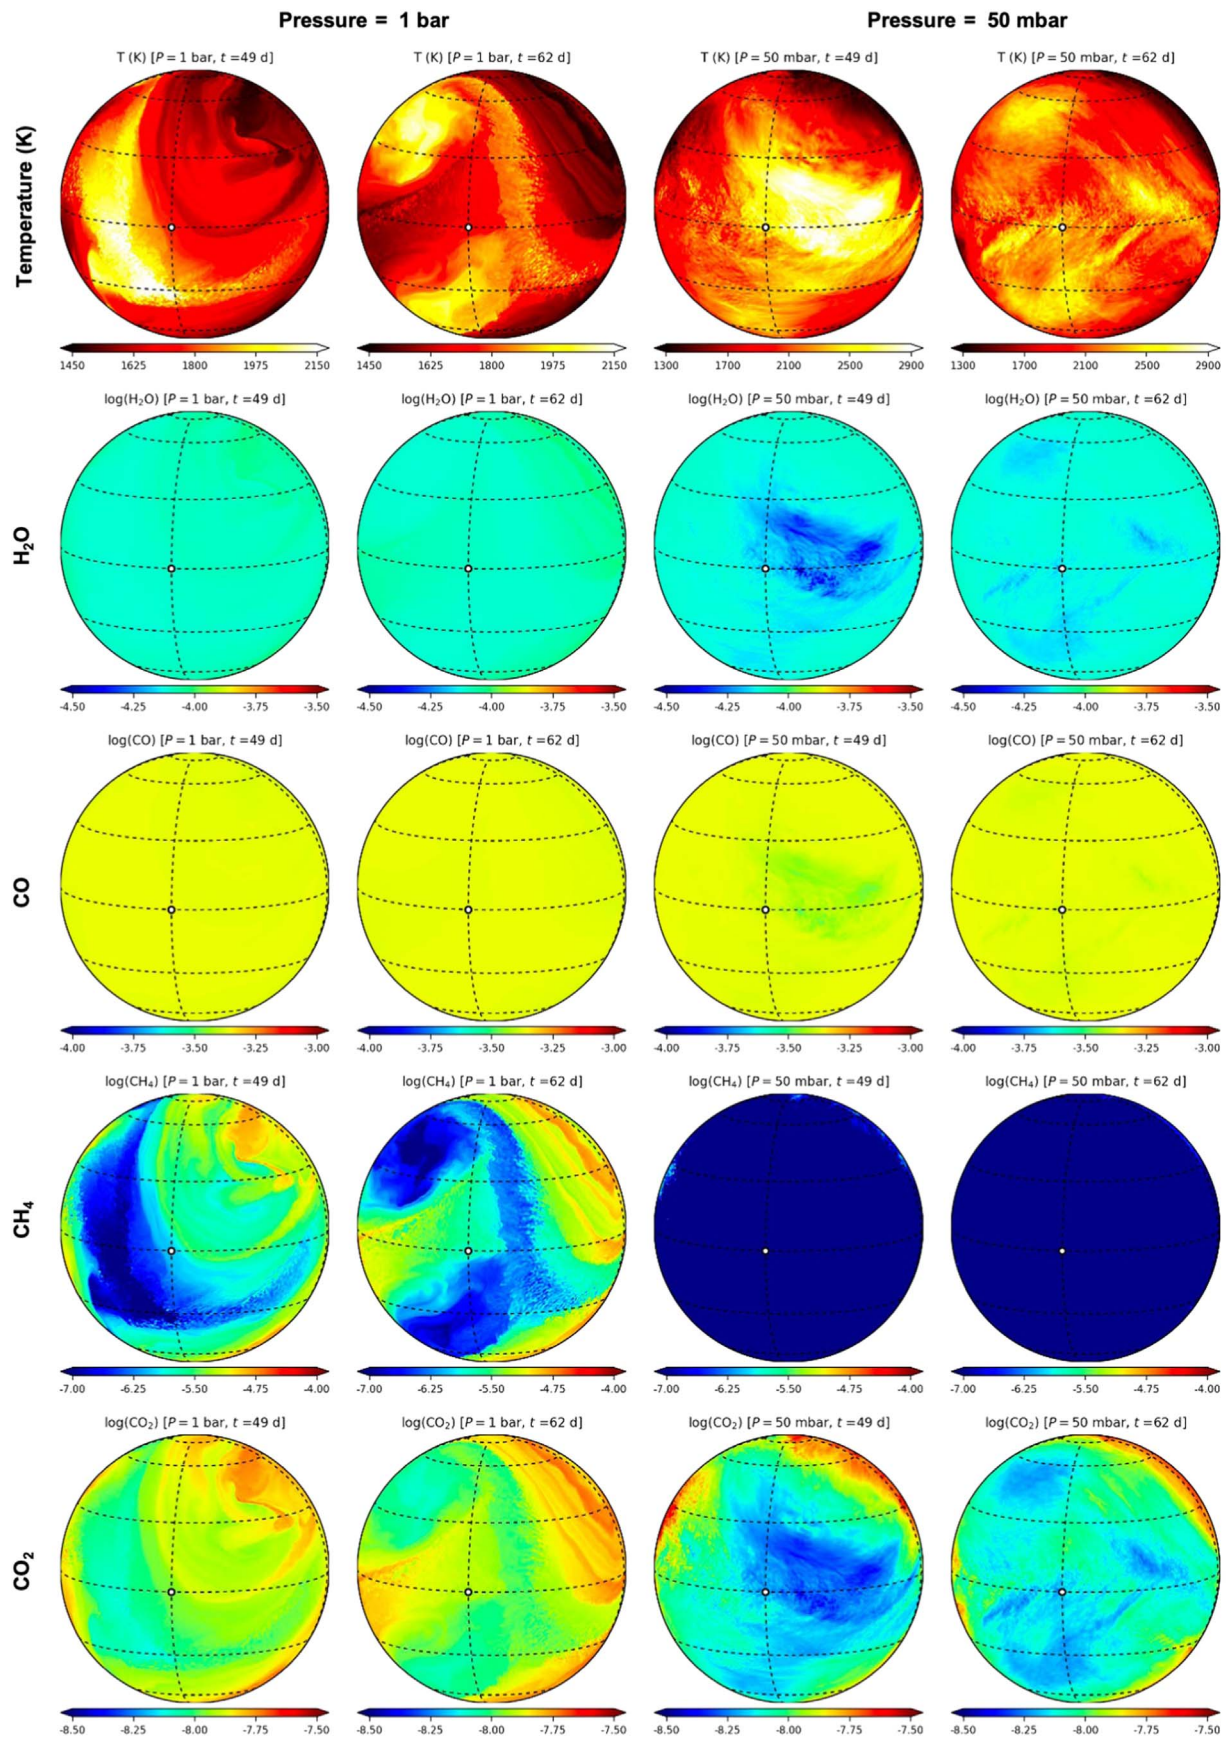 Pressure = 1 bar Pressure = 50 mbar
T (K) [P = 1 bar, t =49 d] T (K) [P = 1 bar, t =62 d] T (K) [P = 50 mbar, t =49 d] T (K) [P = 50 mbar, t =62 d]
Temperature (K)
1450 1625 1800 1975 2150 1450 1625 1800 1975 2150 1300 1700 2100 2500 2900 1300 1700 2100 2500 2900
log(H₂O) [P = 1 bar, t =49 d] log(H₂O) [P = 1 bar, t =62 d] log(H₂O) [P = 50 mbar, t =49 d] log(H₂O) [P = 50 mbar, t =62 d]
H₂O
-4.50 -4.25 -4.00 -3.75 -3.50 -4.50 -4.25 -4.00 -3.75 -3.50 -4.50 -4.25 -4.00 -3.75 -3.50 -4.50 -4.25 -4.00 -3.75 -3.50
log(CO) [P = 1 bar, t =49 d] log(CO) [P = 1 bar, t =62 d] log(CO) [P = 50 mbar, t =49 d] log(CO) [P = 50 mbar, t =62 d]
CO
-4.00 -3.75 -3.50 -3.25 -3.00 -4.00 -3.75 -3.50 -3.25 -3.00 -4.00 -3.75 -3.50 -3.25 -3.00 -4.00 -3.75 -3.50 -3.25 -3.00
log(CH₄) [P = 1 bar, t =49 d] log(CH₄) [P = 1 bar, t =62 d] log(CH₄) [P = 50 mbar, t =49 d] log(CH₄) [P = 50 mbar, t =62 d]
CH₄
-7.00 -6.25 -5.50 -4.75 -4.00 -7.00 -6.25 -5.50 -4.75 -4.00 -7.00 -6.25 -5.50 -4.75 -4.00 -7.00 -6.25 -5.50 -4.75 -4.00
log(CO₂) [P = 1 bar, t =49 d] log(CO₂) [P = 1 bar, t =62 d] log(CO₂) [P = 50 mbar, t =49 d] log(CO₂) [P = 50 mbar, t =62 d]
CO₂
-8.50 -8.25 -8.00 -7.75 -7.50 -8.50 -8.25 -8.00 -7.75 -7.50 -8.50 -8.25 -8.00 -7.75 -7.50 -8.50 -8.25 -8.00 -7.75 -7.50